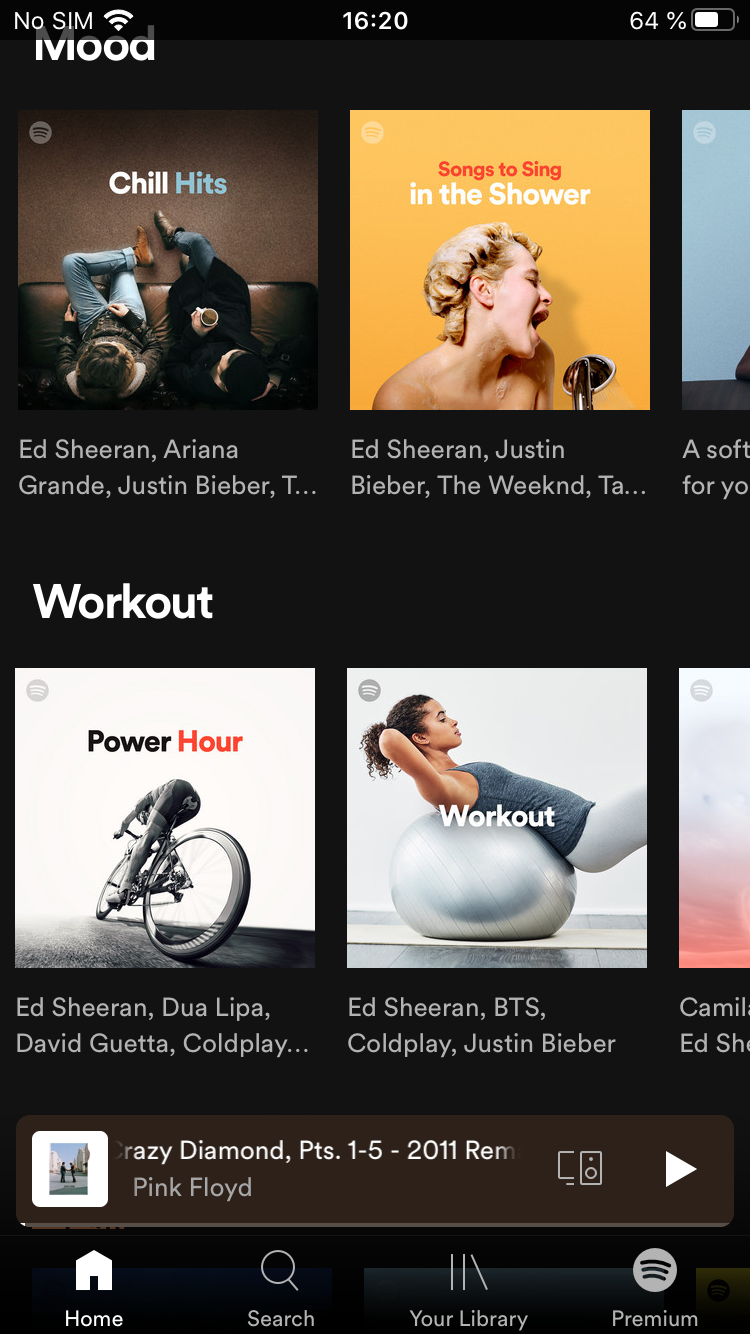 No SIM 16:20 64 %
Mood
Chill Hits
Songs to Sing
in the Shower
Ed Sheeran, Ariana
Grande, Justin Bieber, T...
Ed Sheeran, Justin
Bieber, The Weeknd, Ta...
A soft
for yo
Workout
Power Hour
Workout
Ed Sheeran, Dua Lipa,
David Guetta, Coldplay...
Ed Sheeran, BTS,
Coldplay, Justin Bieber
Camila
Ed She
Crazy Diamond, Pts. 1-5 - 2011 Rem
Pink Floyd
Home
Search
Your Library
Premium